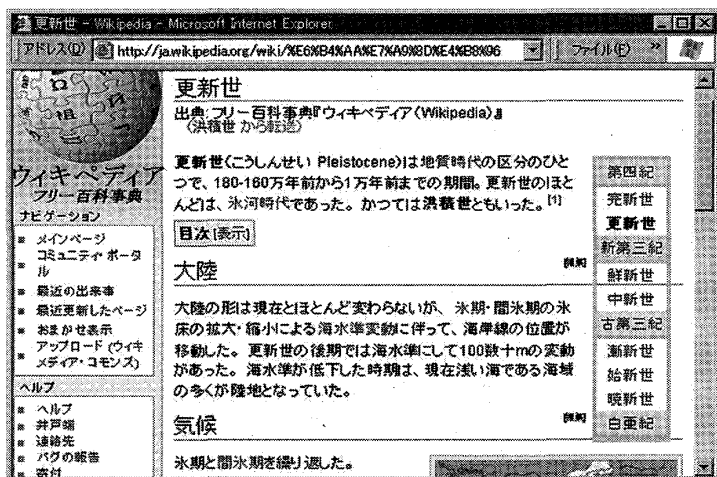 更新世 - Wikipedia - Microsoft Internet Explorer
アドレス(D) http://ja.wikipedia.org/wiki/%E6%B4%AA%E7%A9%8D%E4%B8%96 ファイル(F) »
ウィキペディア
フリー百科事典
ナビゲーション
メインページ
コミュニティ・ポータ
ル
最近の出来事
最近更新したページ
おまかせ表示
アップロード (ウィキ
メディア・コモンズ)
ヘルプ
ヘルプ
井戸端
連絡先
バグの報告
寄付
更新世
出典: フリー百科事典『ウィキペディア(Wikipedia)』
(洪積世 から転送)
更新世(こうしんせい Pleistocene)は地質時代の区分のひと
つで、180-160万年前から1万年前までの期間。更新世のほと
んどは、氷河時代であった。かつては洪積世ともいった。[1]
目次 [表示]
大陸
大陸の形は現在とほとんど変わらないが、 氷期・間氷期の氷
床の拡大・縮小による海水準変動に伴って、海岸線の位置が
移動した。 更新世の後期では海水準にして100数十mの変動
があった。 海水準が低下した時期は、現在浅い海である海域
の多くが陸地となっていた。
気候
氷期と間氷期を繰り返した。
第四紀
完新世
更新世
新第三紀
鮮新世
中新世
古第三紀
漸新世
始新世
暁新世
白亜紀